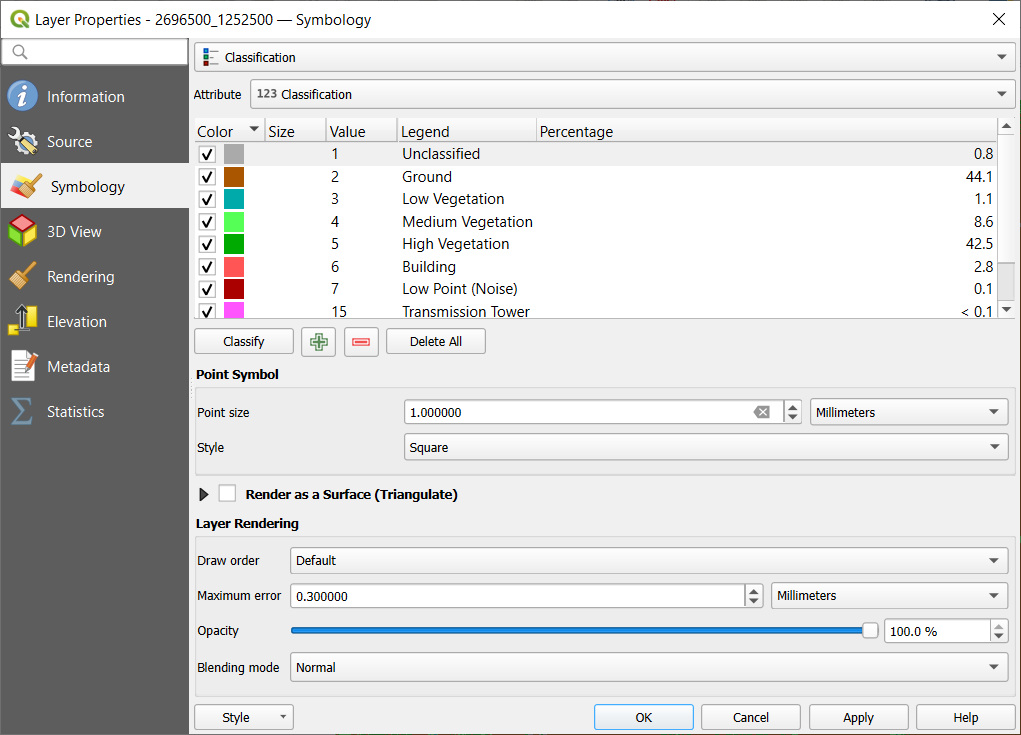 Layer Properties - 2696500_1252500 — Symbology
Information
Source
Symbology
3D View
Rendering
Elevation
Metadata
Statistics
Classification
Attribute 123 Classification
Color Size Value Legend Percentage
1 Unclassified 0.8
2 Ground 44.1
3 Low Vegetation 1.1
4 Medium Vegetation 8.6
5 High Vegetation 42.5
6 Building 2.8
7 Low Point (Noise) 0.1
15 Transmission Tower < 0.1
Classify Delete All
Point Symbol
Point size 1.000000 Millimeters
Style Square
Render as a Surface (Triangulate)
Layer Rendering
Draw order Default
Maximum error 0.300000 Millimeters
Opacity 100.0 %
Blending mode Normal
Style OK Cancel Apply Help